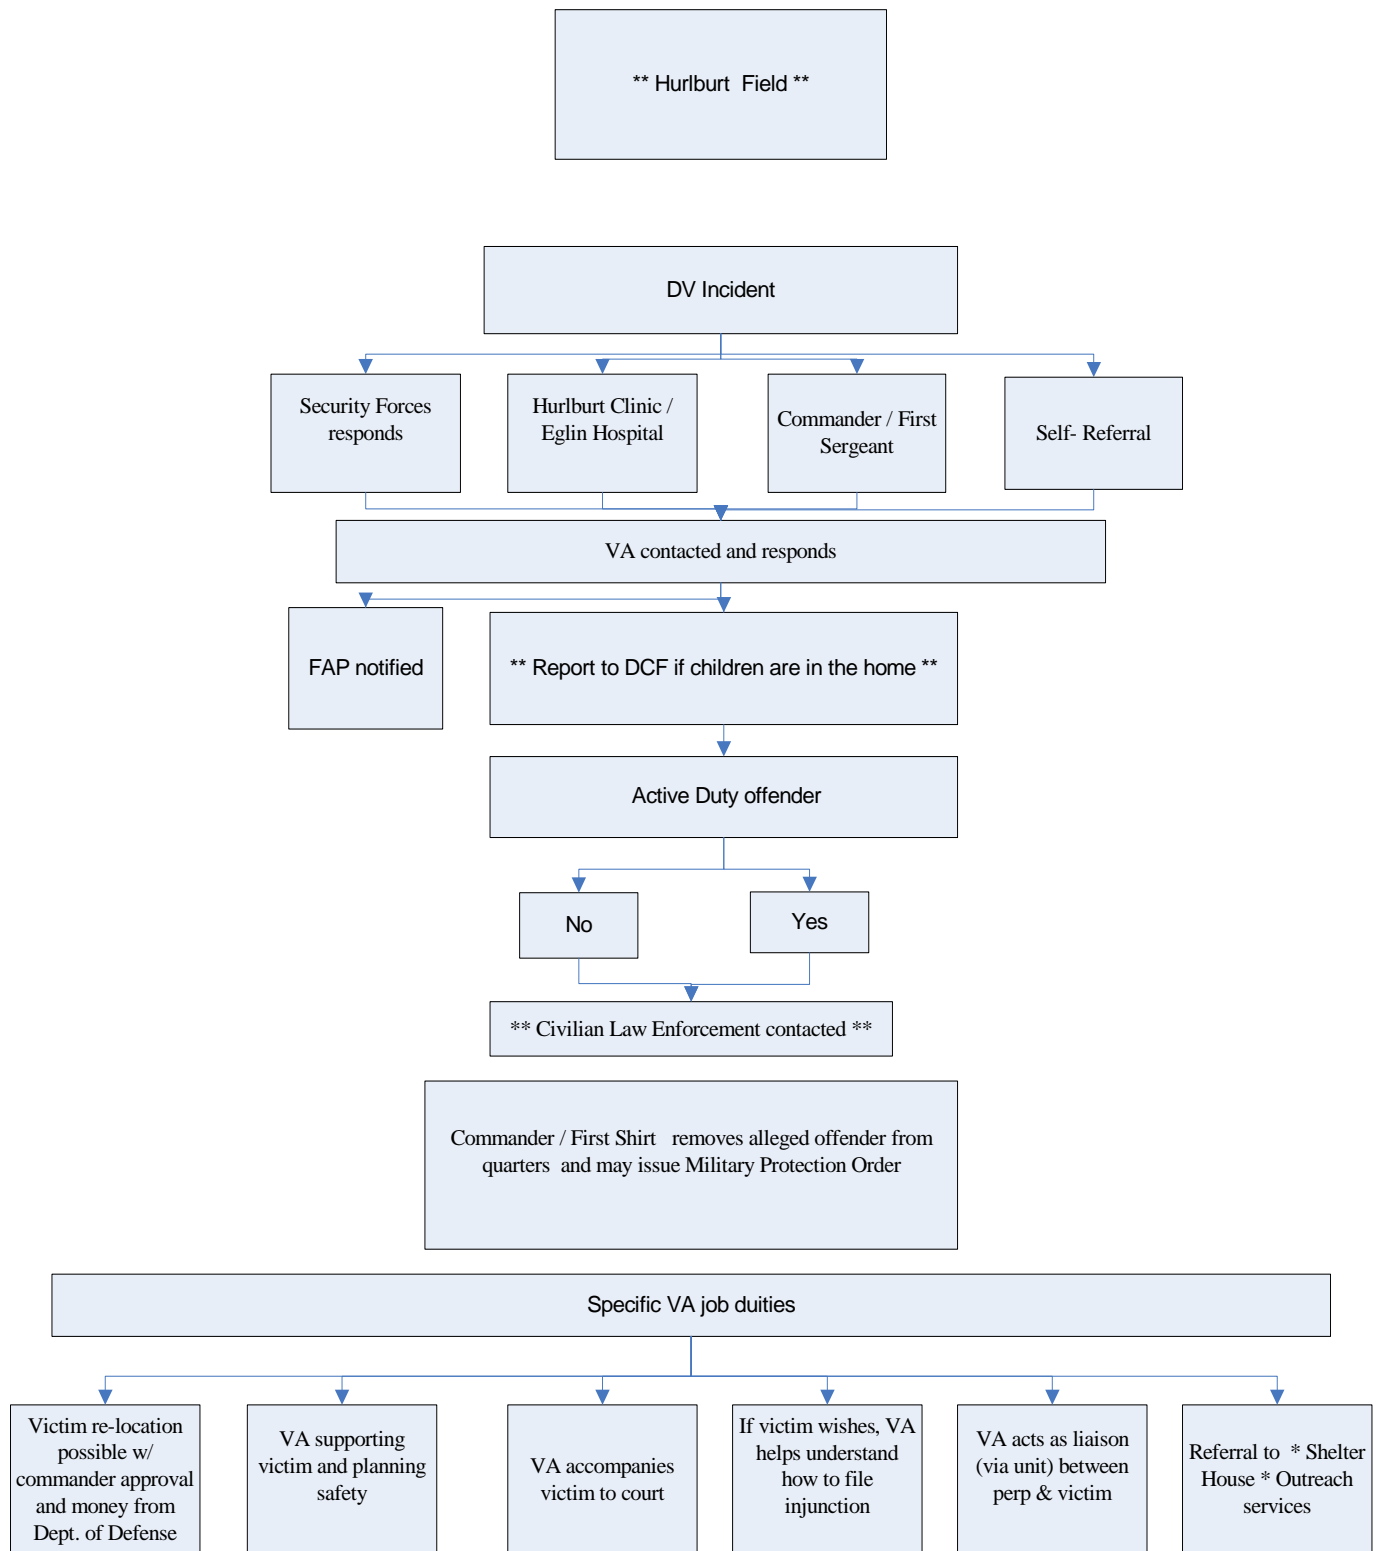 ** Hurlburt  Field **
DV Incident
Security Forces
responds
Hurlburt Clinic /
Eglin Hospital
Commander / First
Sergeant
Self- Referral
VA contacted and responds
FAP notified
** Report to DCF if children are in the home **
Active Duty offender
No
Yes
** Civilian Law Enforcement contacted **
Commander / First Shirt   removes alleged offender from
quarters  and may issue Military Protection Order
Specific VA job duities
Victim re-location
possible w/
commander approval
and money from
Dept. of Defense
VA supporting
victim and planning
safety
VA accompanies
victim to court
If victim wishes, VA
helps understand
how to file
injunction
VA acts as liaison
(via unit) between
perp & victim
Referral to  * Shelter
House * Outreach
services